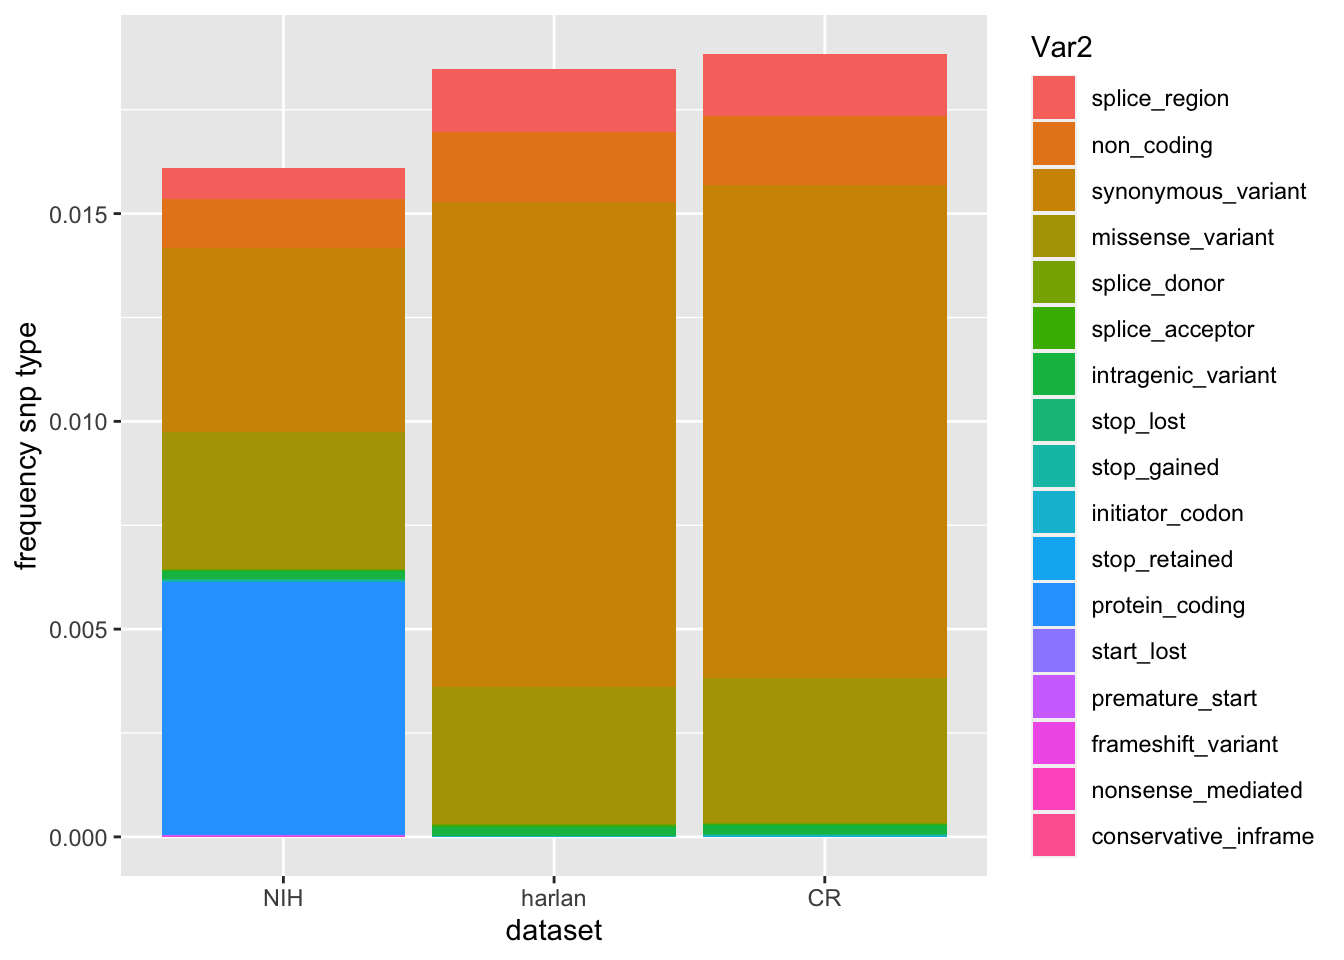 Var2
splice_region
non_coding
synonymous_variant
missense_variant
splice_donor
splice_acceptor
intragenic_variant
stop_lost
stop_gained
initiator_codon
stop_retained
protein_coding
start_lost
premature_start
frameshift_variant
nonsense_mediated
conservative_inframe
frequency snp type
0.015
0.010
0.005
0.000
NIH harlan CR
dataset